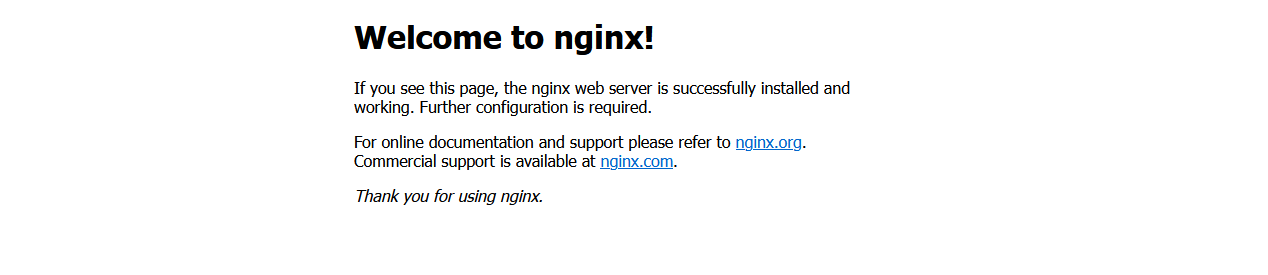 Welcome to nginx!
If you see this page, the nginx web server is successfully installed and
working. Further configuration is required.
For online documentation and support please refer to nginx.org.
Commercial support is available at nginx.com.
Thank you for using nginx.